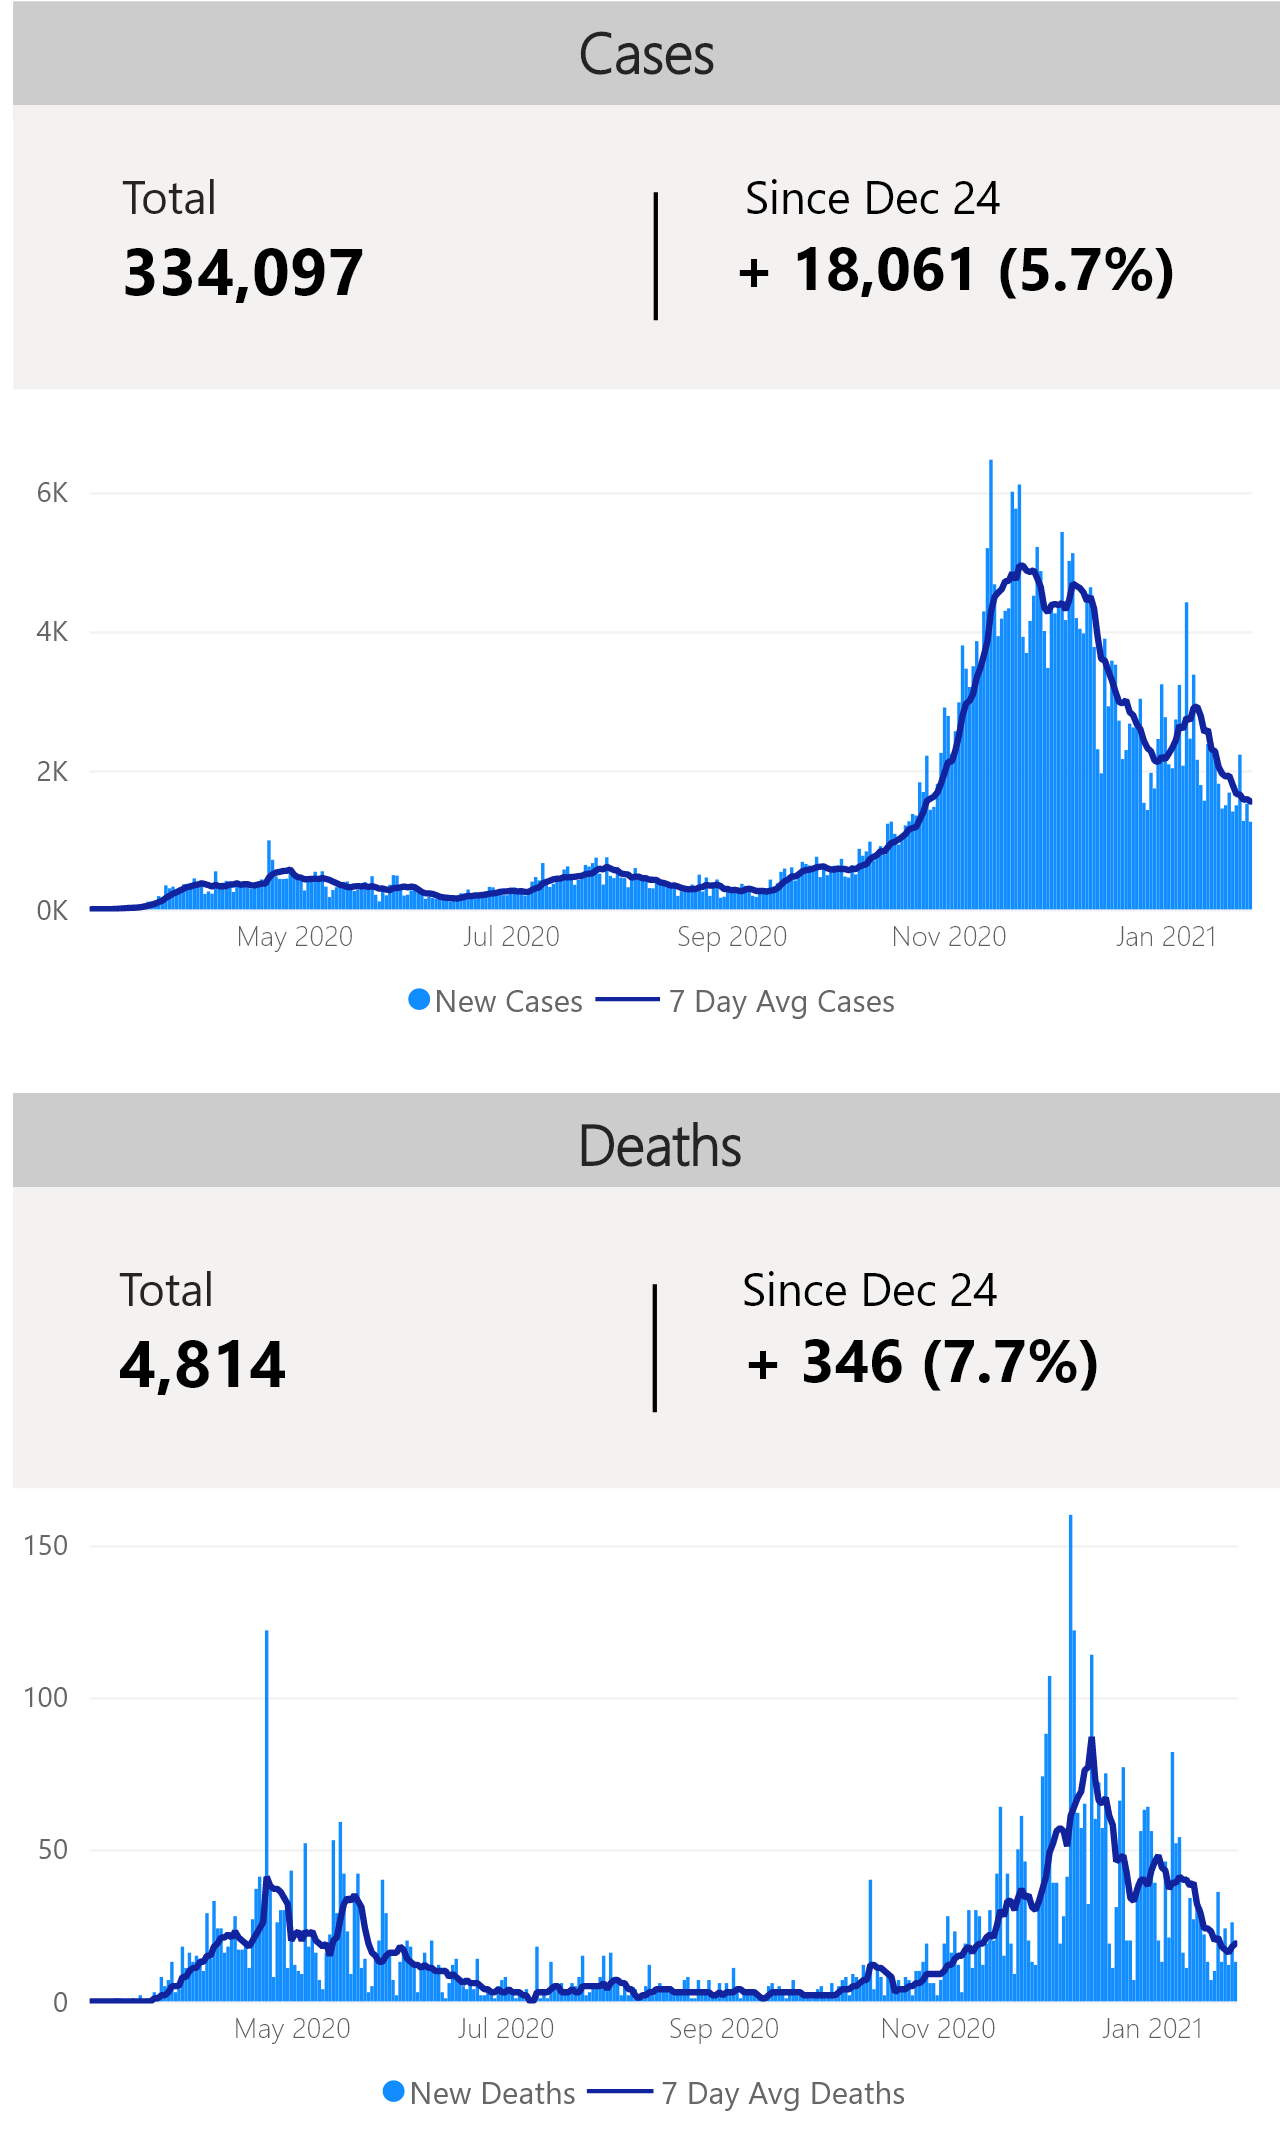 Cases
Total
Since Dec 24
334,097
+ 18,061 (5.7%)
6K
4K
2K
0K
May 2020
Jul 2020
Sep 2020
Nov 2020
Jan 2021
New Cases
7 Day Avg Cases
Deaths
Total
Since Dec 24
4,814
+ 346 (7.7%)
150
100
50
0
May 2020
Jul 2020
Sep 2020
Nov 2020
Jan 2021
New Deaths
7 Day Avg Deaths